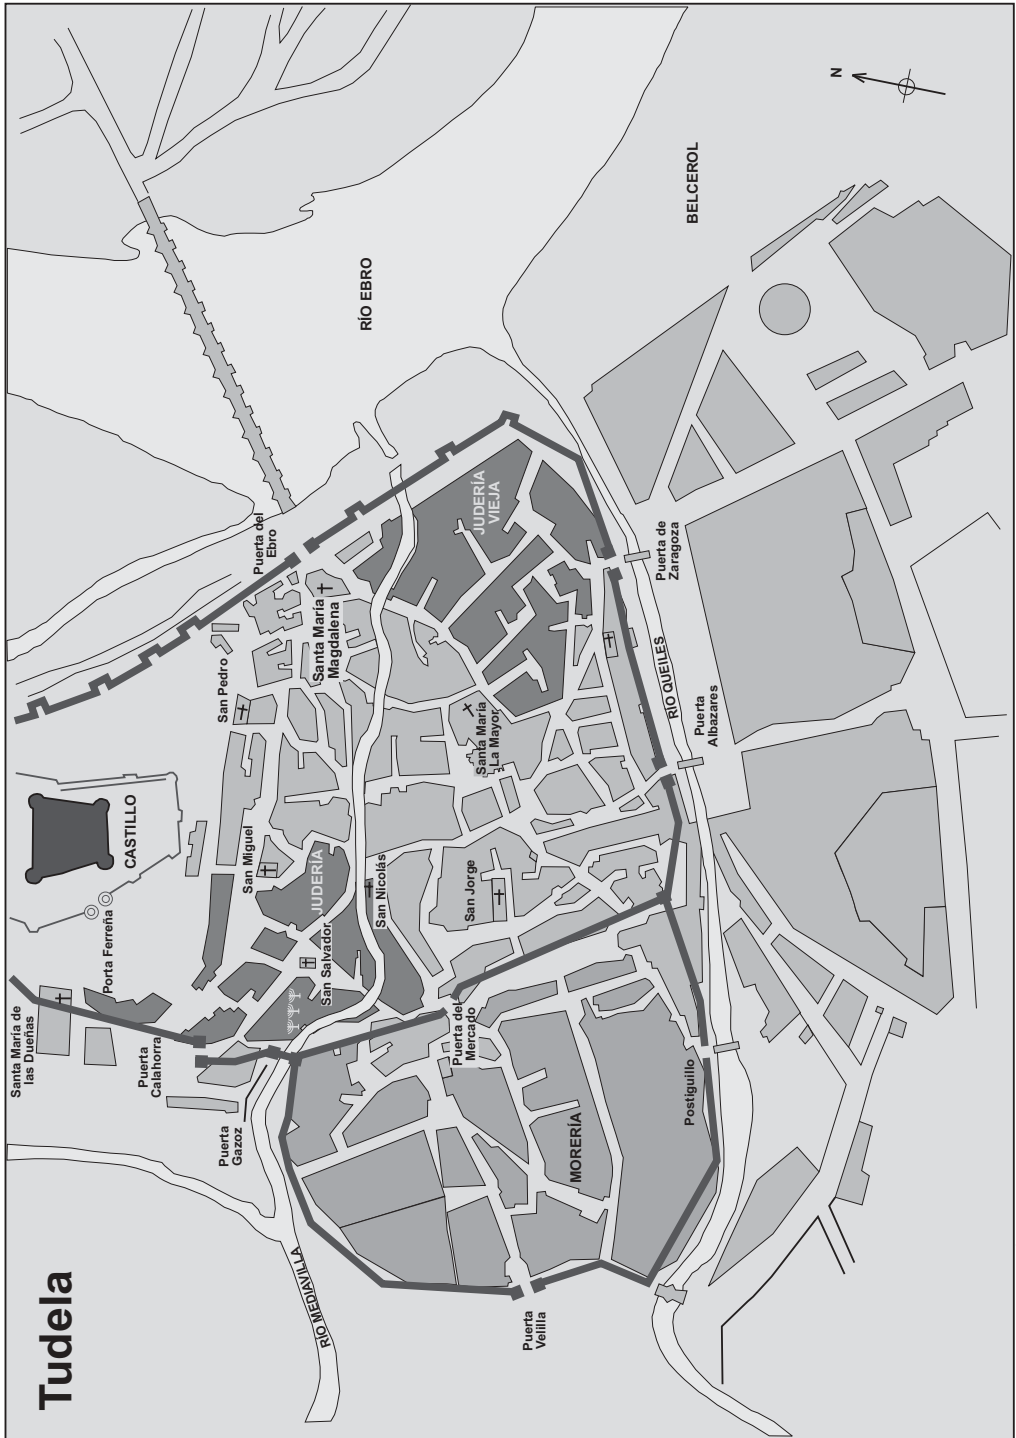 Tudela
Santa María de
las Dueñas
Porta Ferreña
CASTILLO
Puerta
Calahorra
Puerta
Gazoz
San Miguel
San Pedro
Puerta del
Ebro
RÍO MEDIAVILLA
San Salvador
JUDERÍA
Santa María
Magdalena
RÍO EBRO
San Nicolás
Puerta del
Mercado
San Jorge
Santa María
La Mayor
JUDERÍA
VIEJA
Puerta
Velilla
MORERÍA
Postiguillo
RÍO QUEILES
Puerta
Albazares
Puerta de
Zaragoza
BELCEROL
N